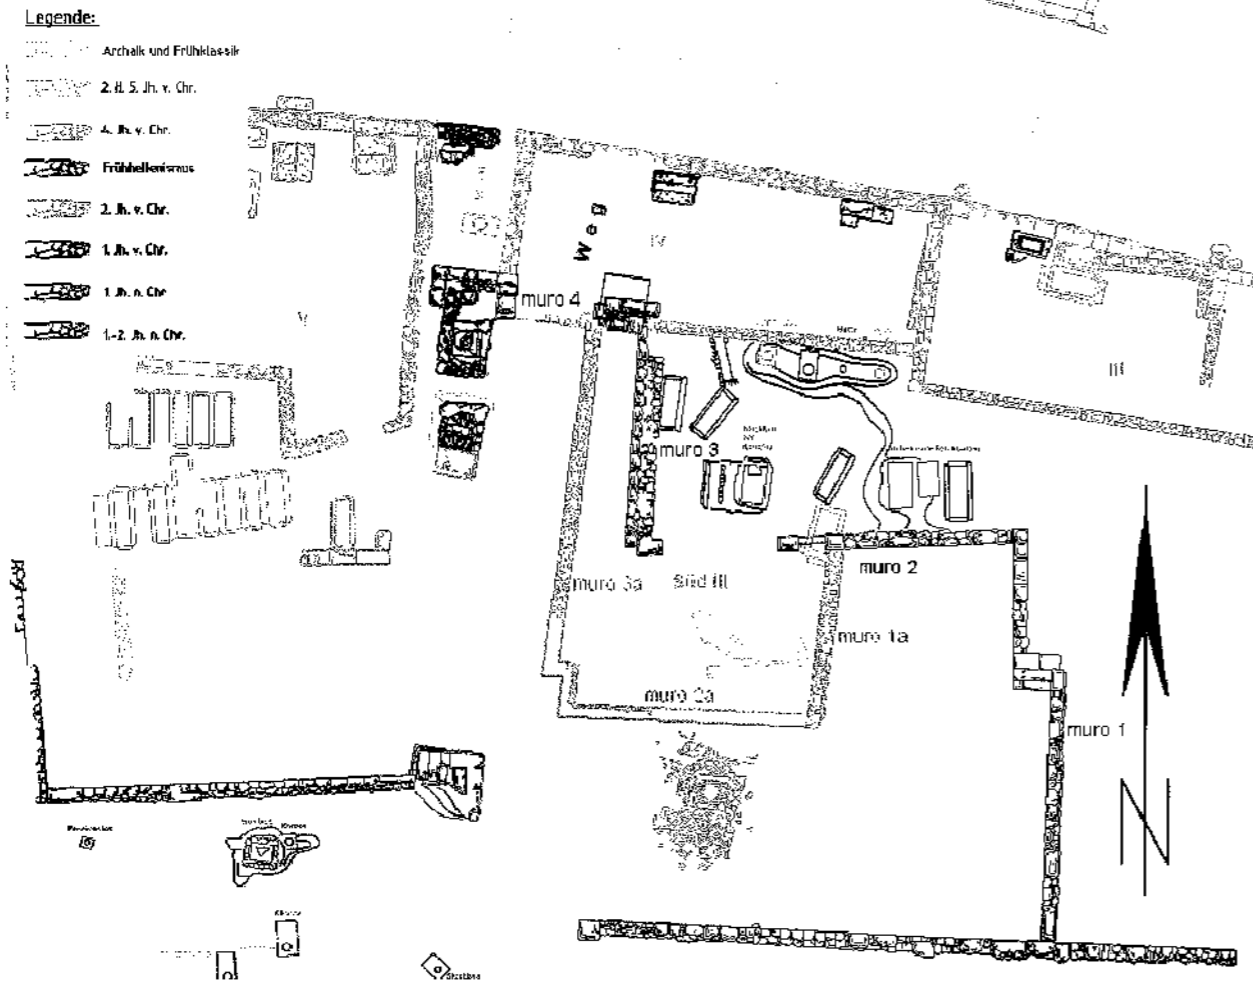 Legende:
Archaik und Frühklassik
2. H. 5. Jh. v. Chr.
4. Jh. v. Chr.
Frühhellenismus
2. Jh. v. Chr.
1. Jh. v. Chr.
1. Jh. n. Chr.
1.-2. Jh. n. Chr.
Weg
IV
muro 4
V
III
muro 3
muro 2
muro 3a
Süd III
muro 1a
muro 2a
muro 1
N